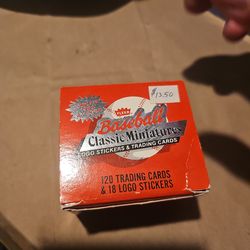 $13.50
FLEER
Baseball
Classic Miniatures
LOGO STICKERS & TRADING CARDS
120 TRADING CARDS
& 18 LOGO STICKERS